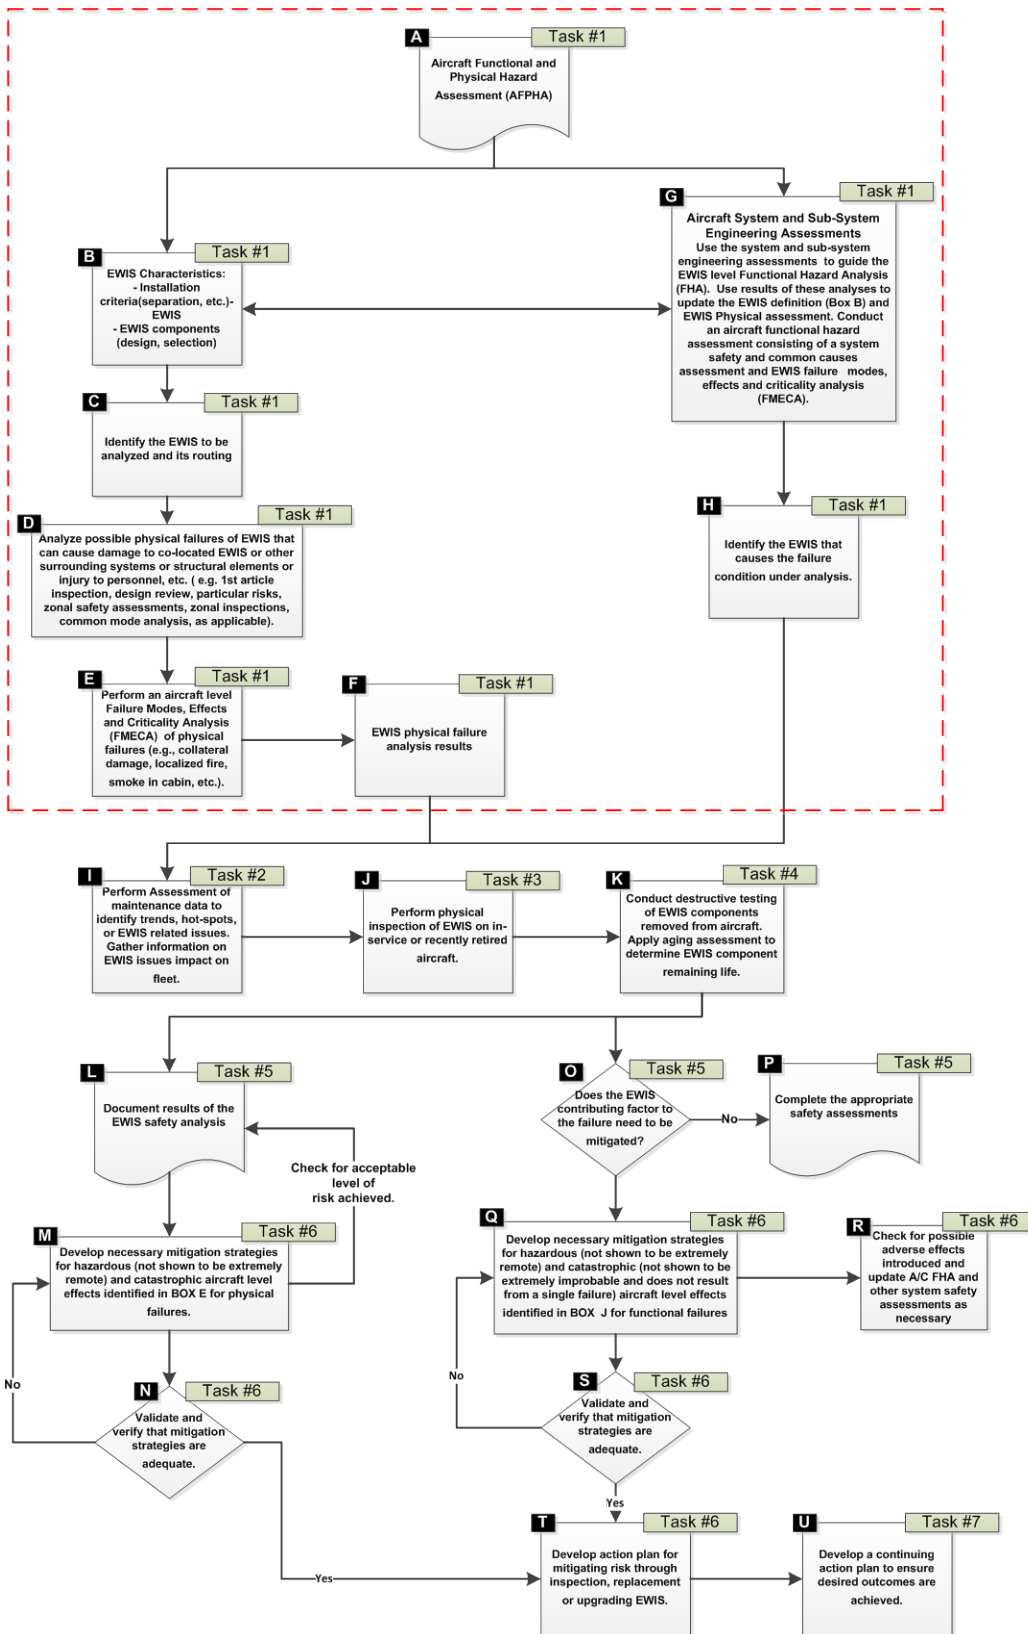 A
Task #1
Aircraft Functional and
Physical Hazard
Assessment (AFPHA)
G
Task #1
Aircraft System and Sub-System
Engineering Assessments
Use the system and sub-system
engineering assessments to guide the
EWIS level Functional Hazard Analysis
(FHA). Use results of these analyses to
update the EWIS definition (Box B) and
EWIS Physical assessment. Conduct
an aircraft functional hazard
assessment consisting of a system
safety and common causes
assessment and EWIS failure modes,
effects and criticality analysis
(FMECA).
B
Task #1
EWIS Characteristics:
- Installation
criteria(separation, etc.)-
EWIS
- EWIS components
(design, selection)
C
Task #1
Identify the EWIS to be
analyzed and its routing
D
Task #1
Analyze possible physical failures of EWIS that
can cause damage to co-located EWIS or other
surrounding systems or structural elements or
injury to personnel, etc. ( e.g. 1st article
inspection, design review, particular risks,
zonal safety assessments, zonal inspections,
common mode analysis, as applicable).
H
Task #1
Identify the EWIS that
causes the failure
condition under analysis.
E
Task #1
Perform an aircraft level
Failure Modes, Effects
and Criticality Analysis
(FMECA) of physical
failures (e.g., collateral
damage, localized fire,
smoke in cabin, etc.).
F
Task #1
EWIS physical failure
analysis results
I
Task #2
Perform Assessment of
maintenance data to
identify trends, hot-spots,
or EWIS related issues.
Gather information on
EWIS issues impact on
fleet.
J
Task #3
Perform physical
inspection of EWIS on in-
service or recently retired
aircraft.
K
Task #4
Conduct destructive testing
of EWIS components
removed from aircraft.
Apply aging assessment to
determine EWIS component
remaining life.
L
Task #5
Document results of the
EWIS safety analysis
O
Task #5
Does the EWIS
contributing factor to
the failure need to be
mitigated?
No
P
Task #5
Complete the appropriate
safety assessments
Check for acceptable
level of
risk achieved.
M
Task #6
Develop necessary mitigation strategies
for hazardous (not shown to be extremely
remote) and catastrophic aircraft level
effects identified in BOX E for physical
failures.
Q
Task #6
Develop necessary mitigation strategies
for hazardous (not shown to be extremely
remote) and catastrophic (not shown to be
extremely improbable and does not result
from a single failure) aircraft level effects
identified in BOX J for functional failures
R
Task #6
Check for possible
adverse effects
introduced and
update A/C FHA and
other system safety
assessments as
necessary
No
N
Task #6
Validate and
verify that mitigation
strategies are
adequate.
No
S
Task #6
Validate and
verify that mitigation
strategies are
adequate.
Yes
Yes
T
Task #6
Develop action plan for
mitigating risk through
inspection, replacement
or upgrading EWIS.
U
Task #7
Develop a continuing
action plan to ensure
desired outcomes are
achieved.